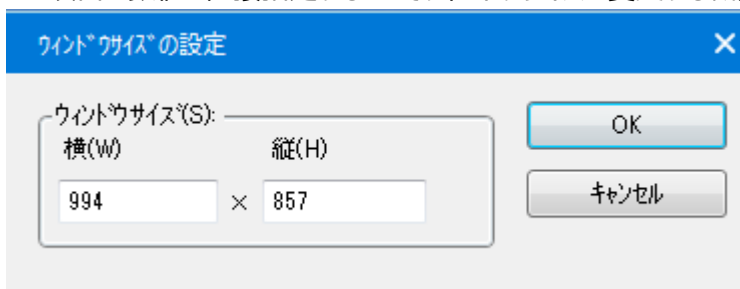 ｳｨﾝﾄﾞｳｻｲｽﾞの設定
ウィンドウサイズ(S):
横(W)
縦(H)
OK
994 × 857
ｷｬﾝｾﾙ